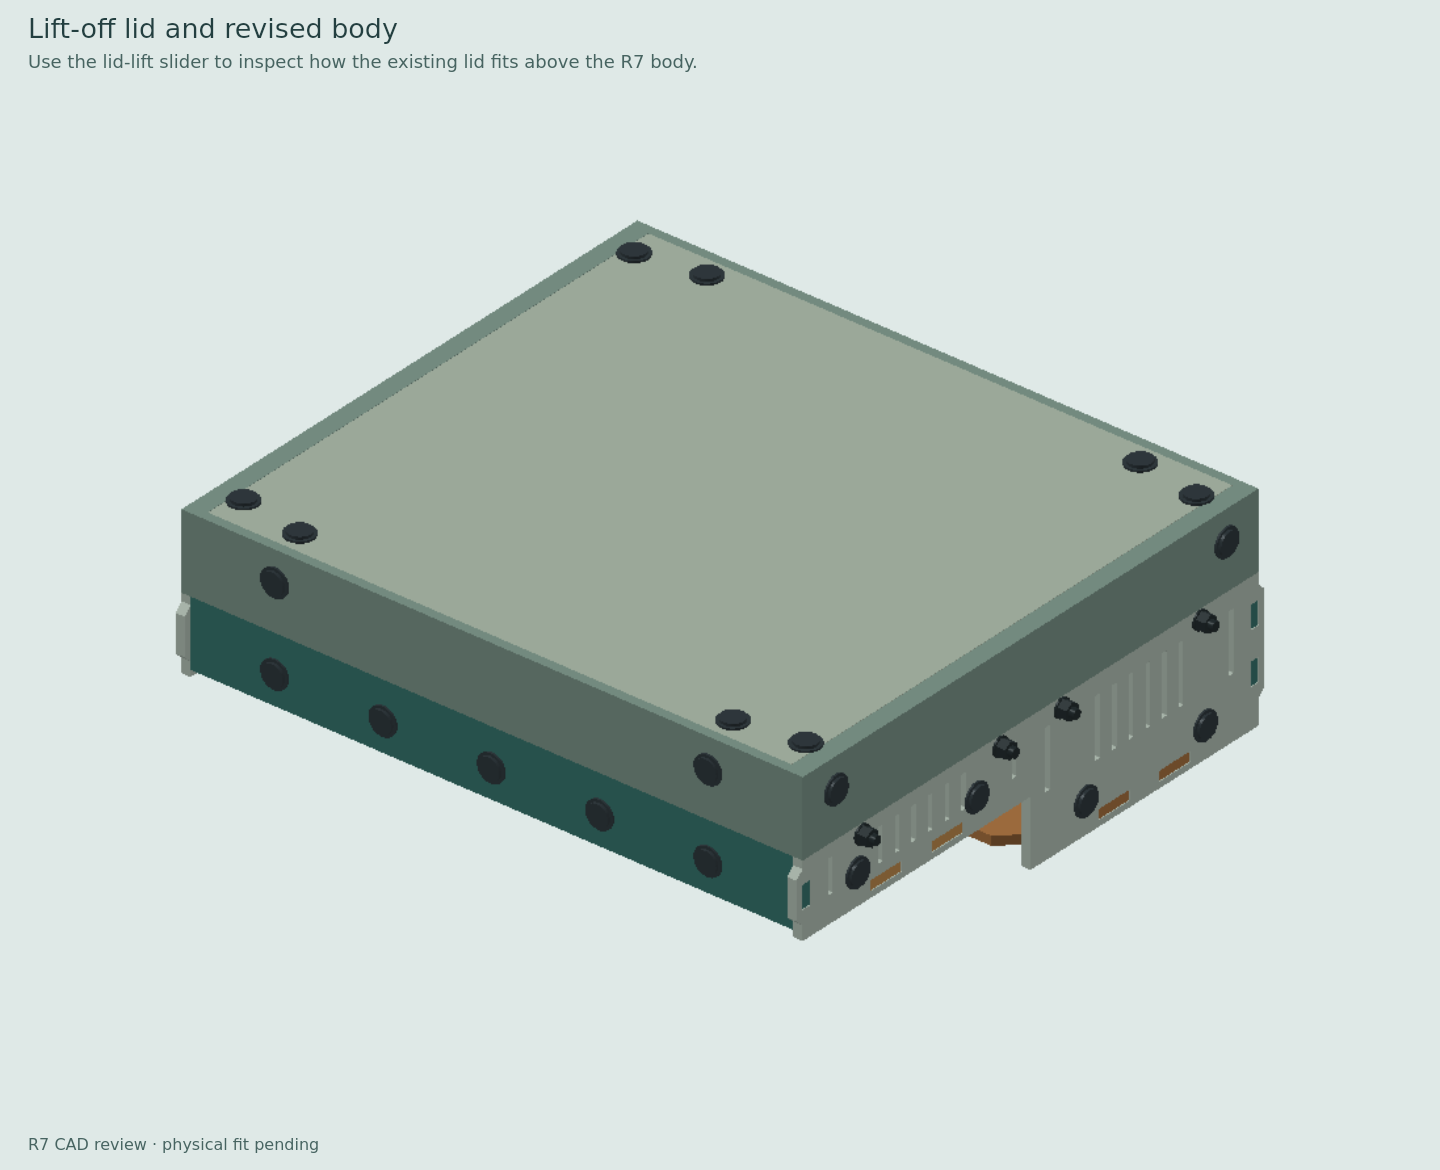 Lift-off lid and revised body
Use the lid-lift slider to inspect how the existing lid fits above the R7 body.
R7 CAD review · physical fit pending